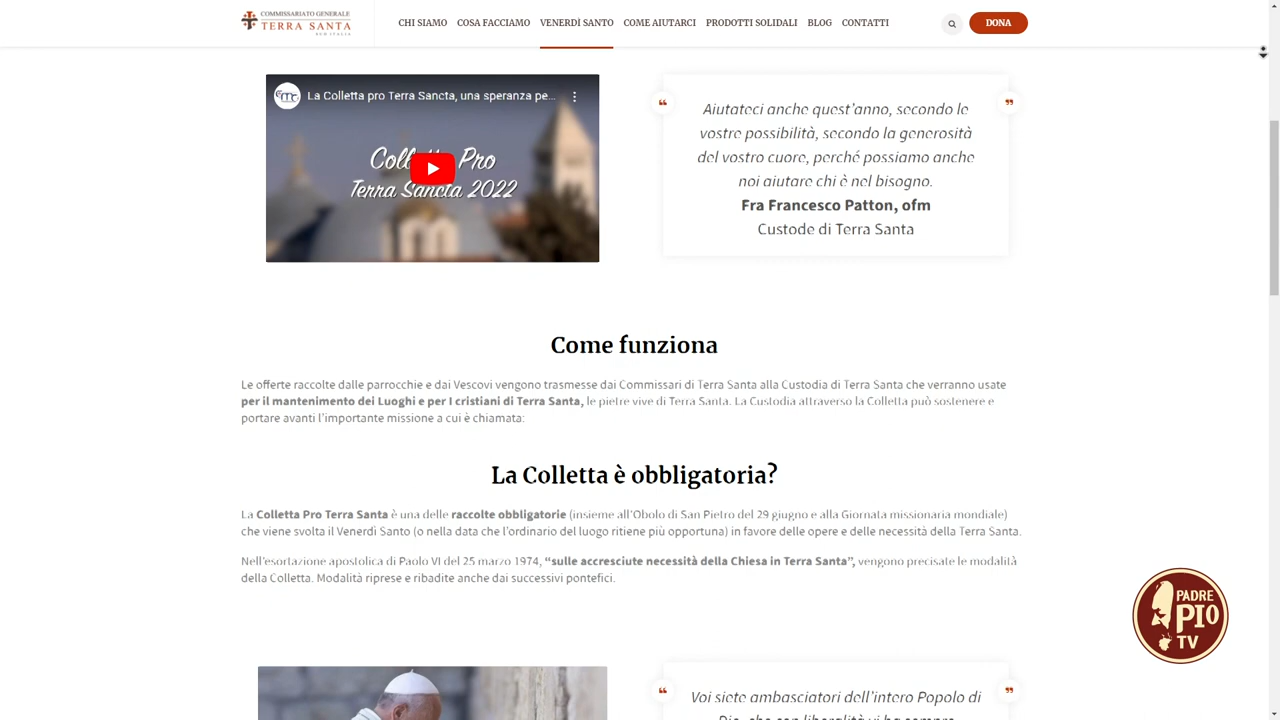 COMMISSARIATO GENERALE
TERRA SANTA
SUD ITALIA
CHI SIAMO COSA FACCIAMO VENERDÌ SANTO COME AIUTARCI PRODOTTI SOLIDALI BLOG CONTATTI
DONA
La Colletta pro Terra Sancta, una speranza pe...
Colletta Pro
Terra Sancta 2022
Aiutateci anche quest'anno, secondo le
vostre possibilità, secondo la generosità
del vostro cuore, perché possiamo anche
noi aiutare chi è nel bisogno.
Fra Francesco Patton, ofm
Custode di Terra Santa
Come funziona
Le offerte raccolte dalle parrocchie e dai Vescovi vengono trasmesse dai Commissari di Terra Santa alla Custodia di Terra Santa che verranno usate
per il mantenimento dei Luoghi e per I cristiani di Terra Santa, le pietre vive di Terra Santa. La Custodia attraverso la Colletta può sostenere e
portare avanti l'importante missione a cui è chiamata:
La Colletta è obbligatoria?
La Colletta Pro Terra Santa è una delle raccolte obbligatorie (insieme all'Obolo di San Pietro del 29 giugno e alla Giornata missionaria mondiale)
che viene svolta il Venerdì Santo (o nella data che l'ordinario del luogo ritiene più opportuna) in favore delle opere e delle necessità della Terra Santa.
Nell'esortazione apostolica di Paolo VI del 25 marzo 1974, "sulle accresciute necessità della Chiesa in Terra Santa", vengono precisate le modalità
della Colletta. Modalità riprese e ribadite anche dai successivi pontefici.
PADRE
PIO
TV
Voi siete ambasciatori dell'intero Popolo di
Dio, che con liberalità vi ha sempre